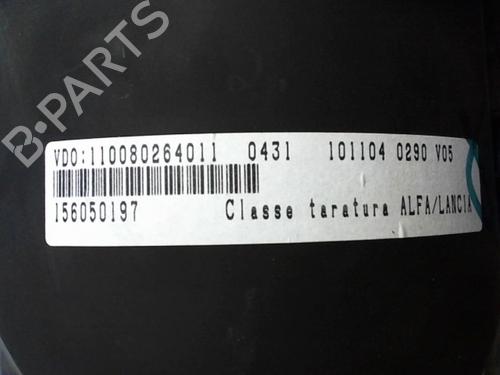 B-PARTS
VDO:110080264011 0431 101104 0290 V05
156050197 Classe taratura ALFA/LANCIA